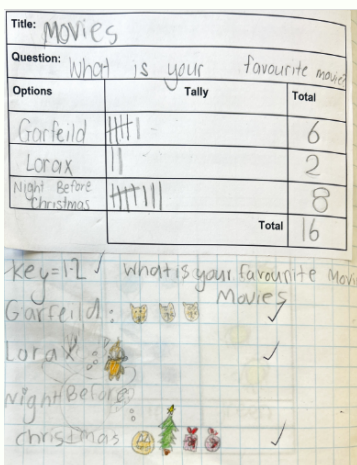 Title: Movies
Question: What is your favourite movie?
Options Tally Total
Garfeild 6
Lorax 2
Night Before
Christmas 8
Total 16
key=1:2 What is your favourite Movi
Movies
Garfeild:
Lorax:
Night Before
Christmas: